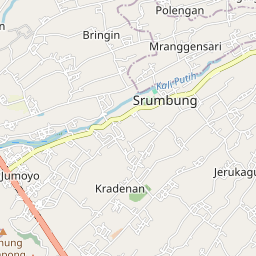 Polengan
Bringin
Mranggensari
Kali Putih
Srumbung
Jumoyo
Jerukagu
Kradenan